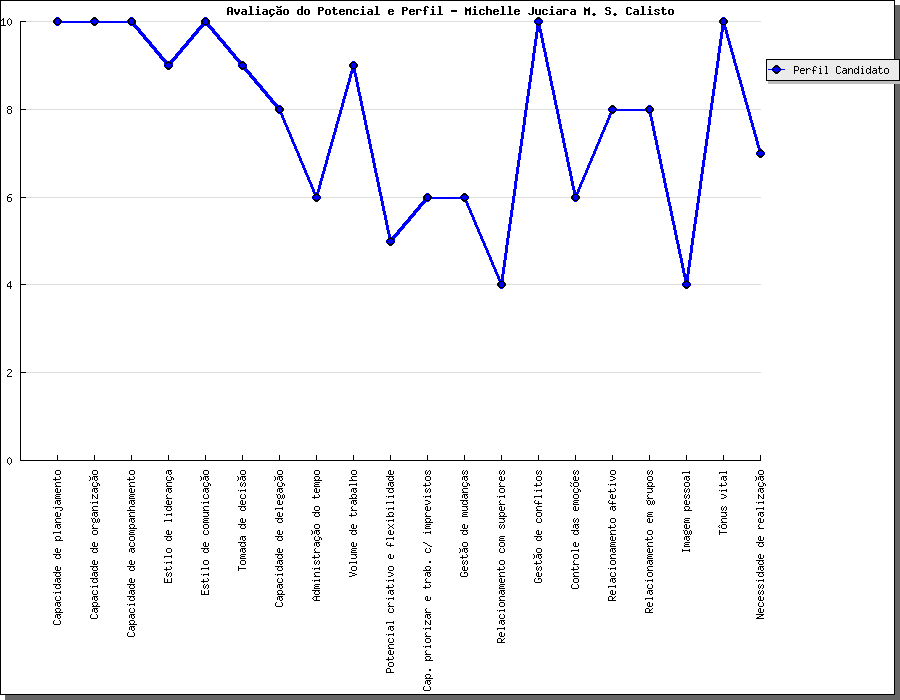 Avaliação do Potencial e Perfil - Michelle Juciara M. S. Calisto
Perfil Candidato
10
8
6
4
2
0
Capacidade de planejamento
Capacidade de organização
Capacidade de acompanhamento
Estilo de liderança
Estilo de comunicação
Tomada de decisão
Capacidade de delegação
Administração do tempo
Volume de trabalho
Potencial criativo e flexibilidade
Cap. priorizar e trab. c/ imprevistos
Gestão de mudanças
Relacionamento com superiores
Gestão de conflitos
Controle das emoções
Relacionamento afetivo
Relacionamento em grupos
Imagem pessoal
Tônus vital
Necessidade de realização